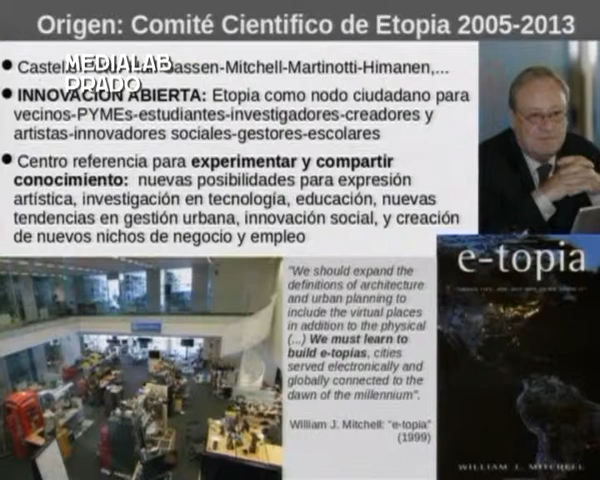 Origen: Comité Cientifico de Etopia 2005-2013
MEDIALAB
PRADO
Sassen-Mitchell-Martinotti-Himanen,...
INNOVACIÓN ABIERTA: Etopia como nodo ciudadano para
vecinos-PYMEs-estudiantes-investigadores-creadores y
artistas-innovadores sociales-gestores-escolares
Centro referencia para experimentar y compartir
conocimiento: nuevas posibilidades para expresión
artística, investigación en tecnología, educación, nuevas
tendencias en gestión urbana, innovación social, y creación
de nuevos nichos de negocio y empleo
"We should expand the
definitions of architecture
and urban planning to
include the virtual places
in addition to the physical
(...) We must learn to
build e-topias, cities
served electronically and
globally connected to the
dawn of the millennium".
William J. Mitchell: "e-topia"
(1999)
e-topia
WILLIAM J. MITCHELL